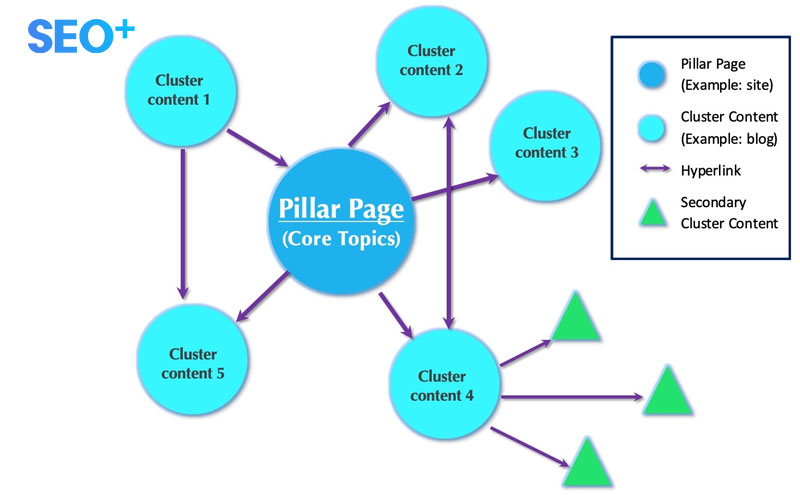 SEO+
Cluster
content 1
Cluster
content 2
Cluster
content 3
Pillar Page
(Core Topics)
Cluster
content 5
Cluster
content 4
Pillar Page
(Example: site)
Cluster Content
(Example: blog)
Hyperlink
Secondary
Cluster Content